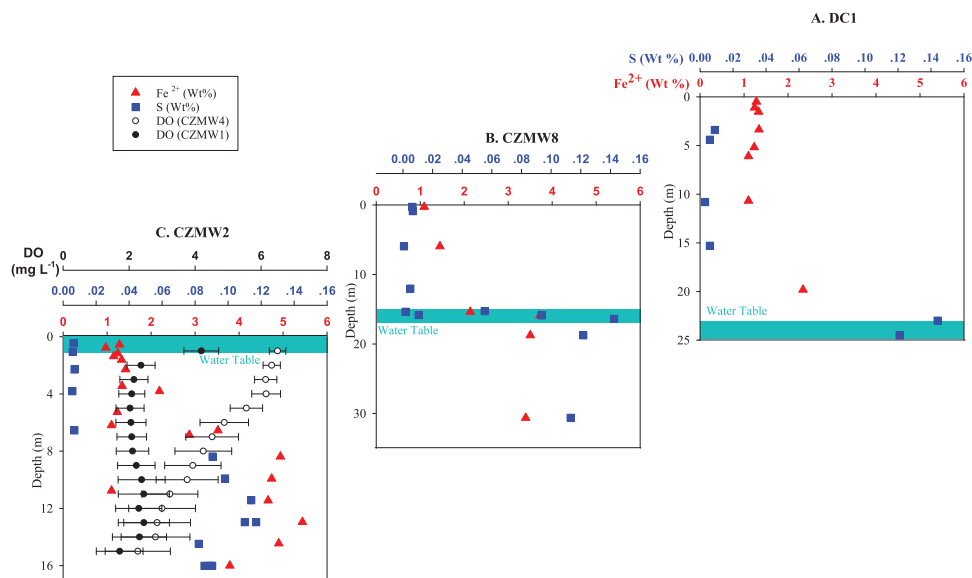 A. DC1
S (Wt %) .02 .04 .06 .08 .10 .12 .14 .16
Fe2+ (Wt %) 0 1 2 3 4 5 6
Depth (m)
0
5
10
15
20
25
Water Table
Fe 2+ (Wt%)
S (Wt%)
DO (CZMW4)
DO (CZMW1)
B. CZMW8
0.00 0.02 .04 .06 .08 .10 .12 .14 .16
0 1 2 3 4 5 6
Depth (m)
0
10
20
30
Water Table
C. CZMW2
DO (mg L-1)
0 2 4 6 8
0.00 .02 .04 .06 .08 .10 .12 .14 .16
0 1 2 3 4 5 6
Depth (m)
0
2
4
6
8
10
12
14
16
Water Table